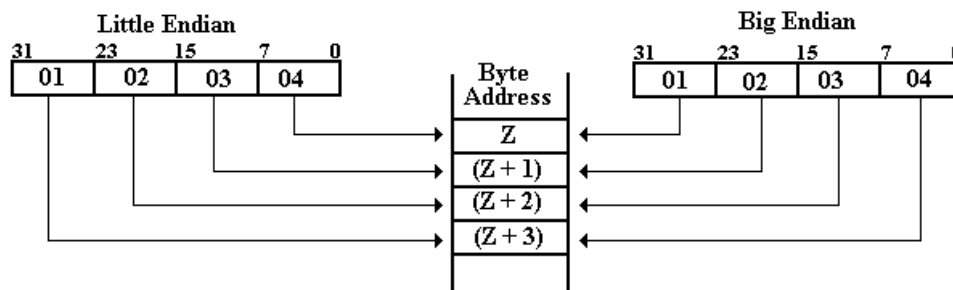 Little Endian
31 23 15 7 0
01 02 03 04
Byte
Address
Z
(Z + 1)
(Z + 2)
(Z + 3)
Big Endian
31 23 15 7
01 02 03 04